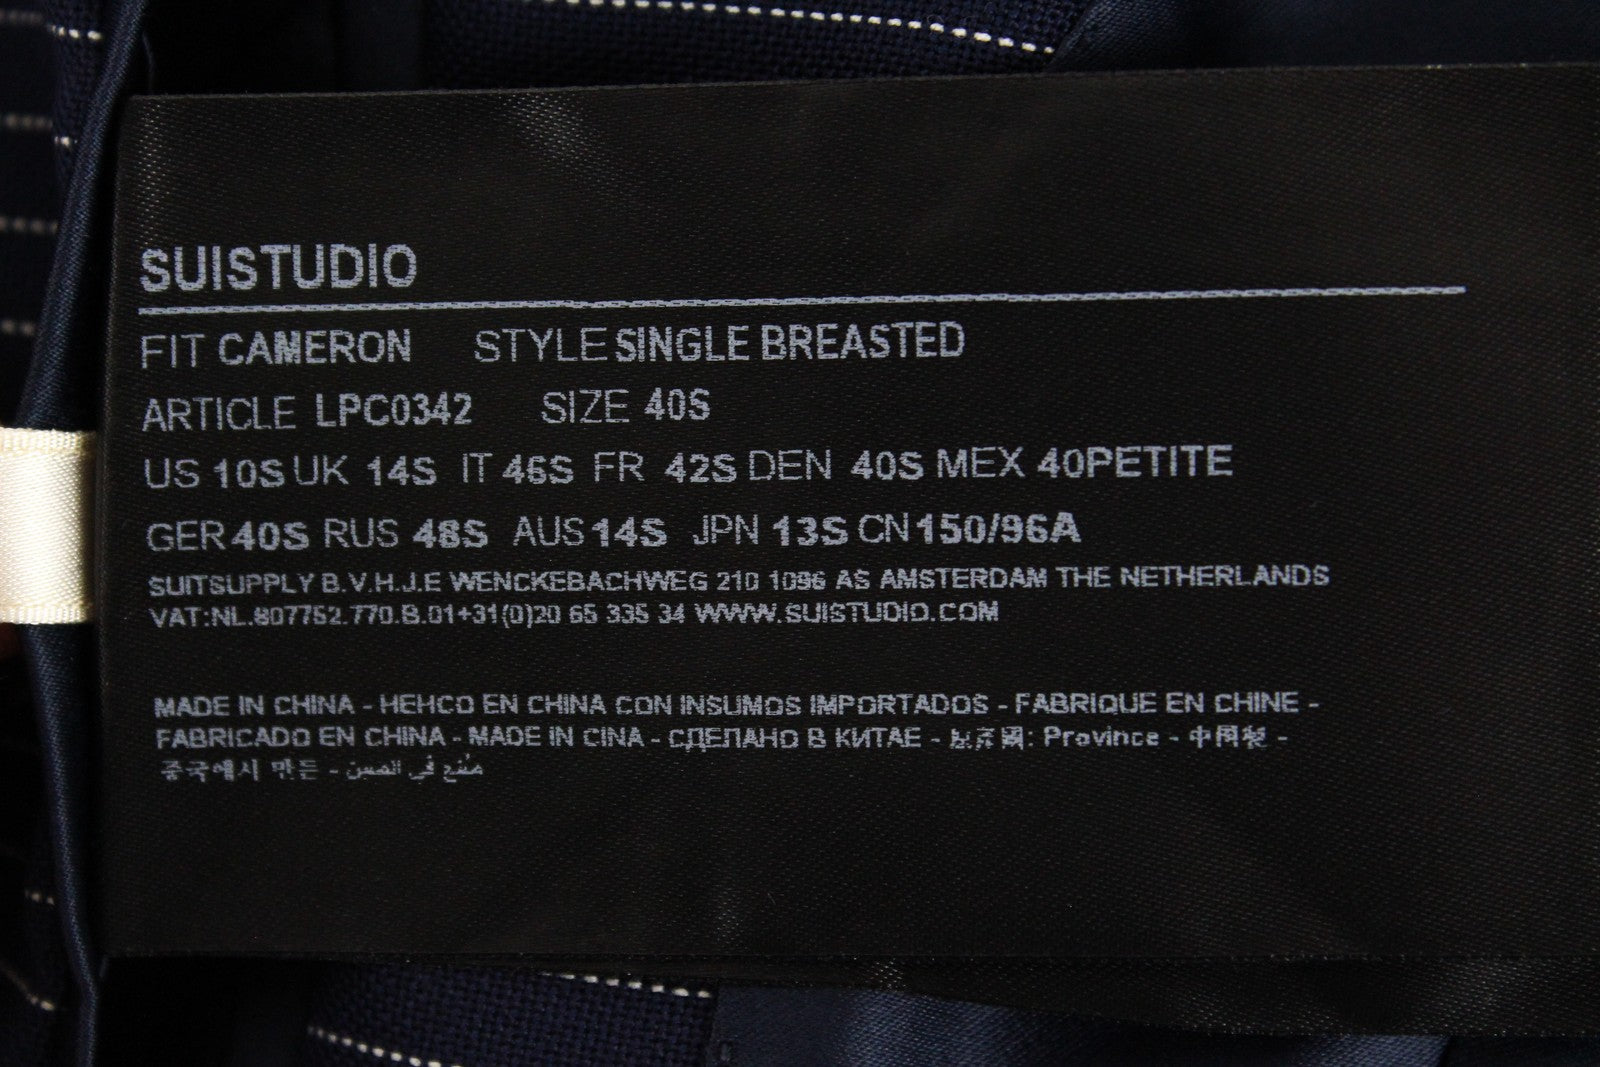 SUISTUDIO
FIT CAMERON STYLE SINGLE BREASTED
ARTICLE LPC0342 SIZE 40S
US 10S UK 14S IT 46S FR 42S DEN 40S MEX 40PETITE
GER 40S RUS 48S AUS 14S JPN 13S CN 150/96A
SUITSUPPLY B.V.H.J.E WENCKEBACHWEG 210 1096 AS AMSTERDAM THE NETHERLANDS
VAT:NL.807752.770.B.01+31(0)20 65 335 34 WWW.SUISTUDIO.COM
MADE IN CHINA - HEHCO EN CHINA CON INSUMOS IMPORTADOS - FABRIQUE EN CHINE -
FABRICADO EN CHINA - MADE IN CINA - СДЕЛАНО В КИТАЕ - : Province - 中国製 -
중국에서 만든 - في الصين